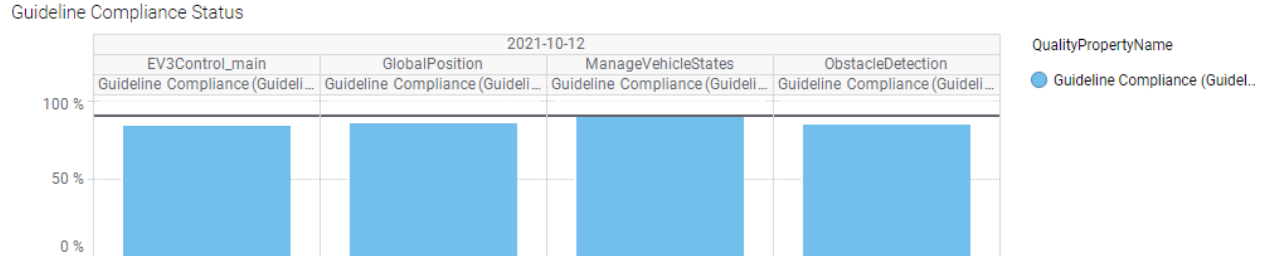 Guideline Compliance Status
2021-10-12
EV3Control_main GlobalPosition ManageVehicleStates ObstacleDetection
Guideline Compliance (Guideli... Guideline Compliance (Guideli... Guideline Compliance (Guideli... Guideline Compliance (Guideli...
100 %
50 %
0 %
QualityPropertyName
Guideline Compliance (Guidel...